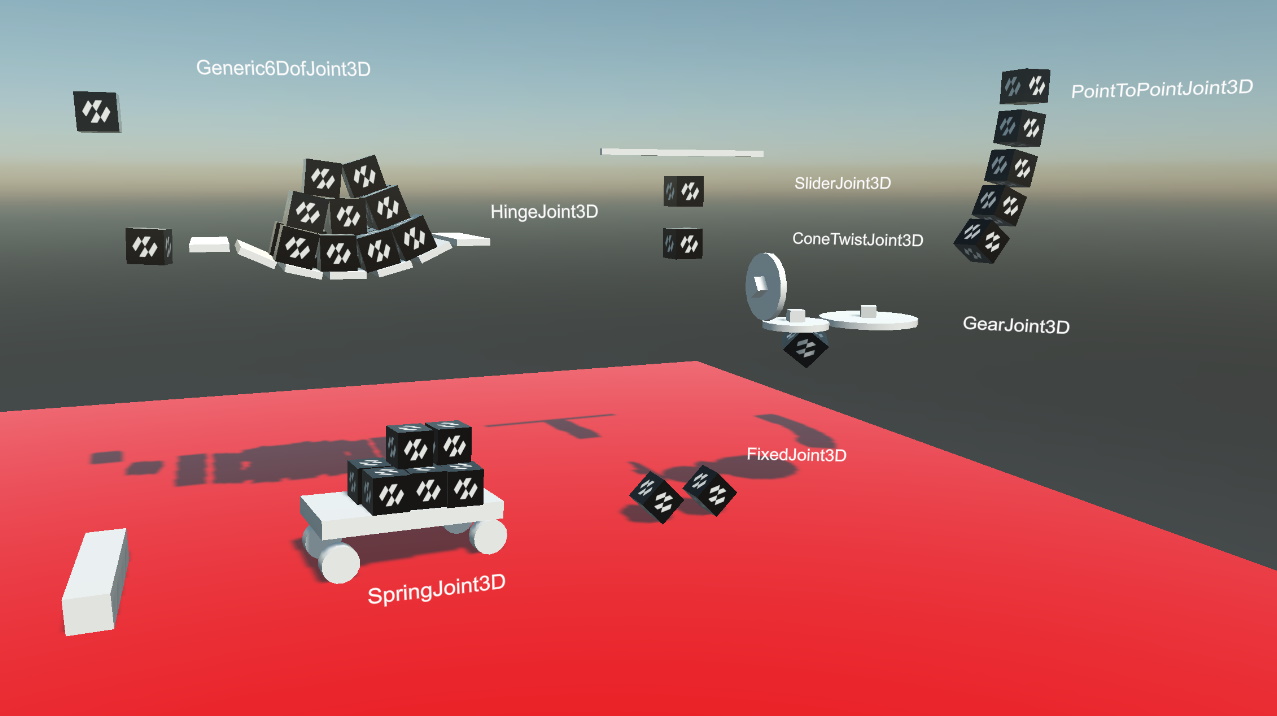 Generic6DofJoint3D
PointToPointJoint3D
SliderJoint3D
HingeJoint3D
ConeTwistJoint3D
GearJoint3D
FixedJoint3D
SpringJoint3D